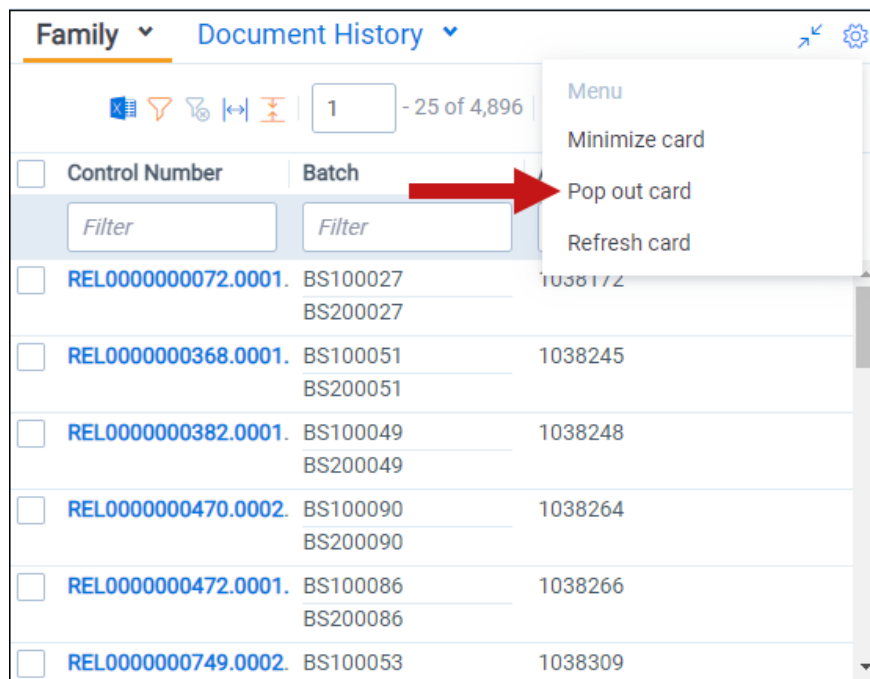 Family Document History
Menu
1 - 25 of 4,896
Minimize card
Control Number Batch
Pop out card
Filter Filter
Refresh card
REL0000000072.0001. BS100027 1038172
BS200027
REL0000000368.0001. BS100051 1038245
BS200051
REL0000000382.0001. BS100049 1038248
BS200049
REL0000000470.0002. BS100090 1038264
BS200090
REL0000000472.0001. BS100086 1038266
BS200086
REL0000000749.0002. BS100053 1038309